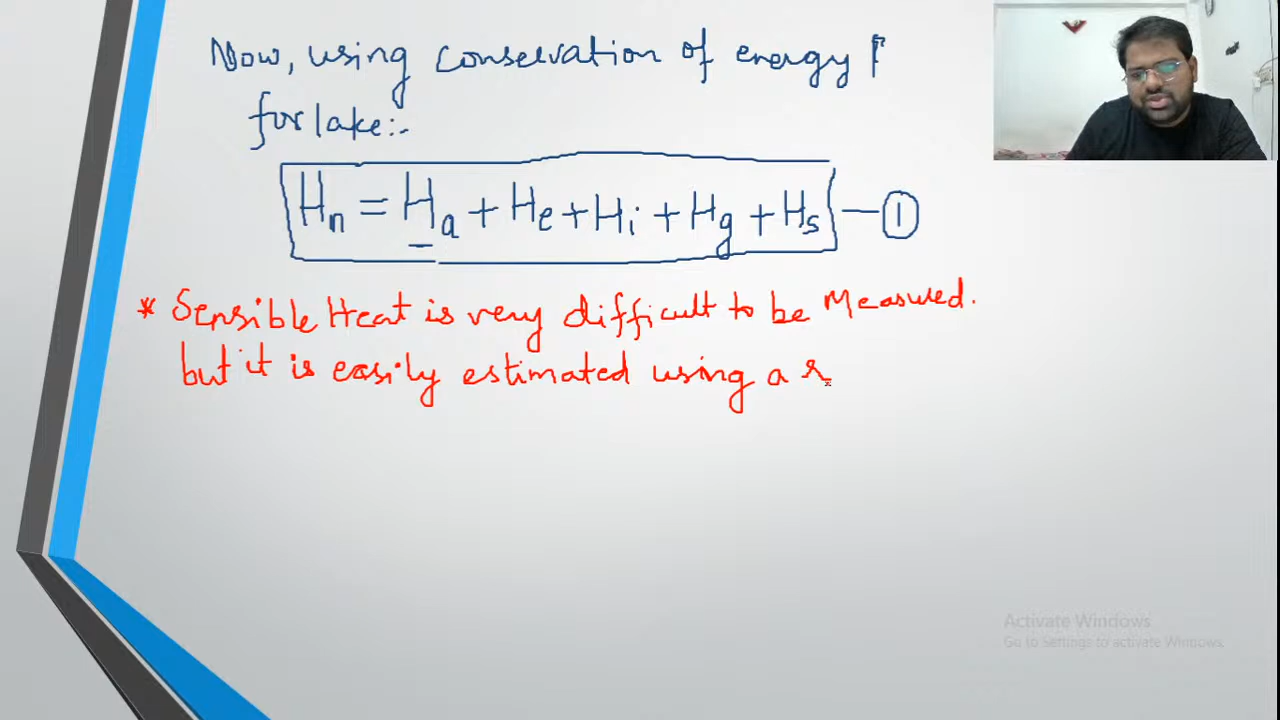 Now, using conservation of energy
for lake:-
Hn = Ha + He + Hi + Hg + Hs — ①
* Sensible Heat is very difficult to be Measured.
but it is easily estimated using a
Activate Windows
Go to Settings to activate Windows.